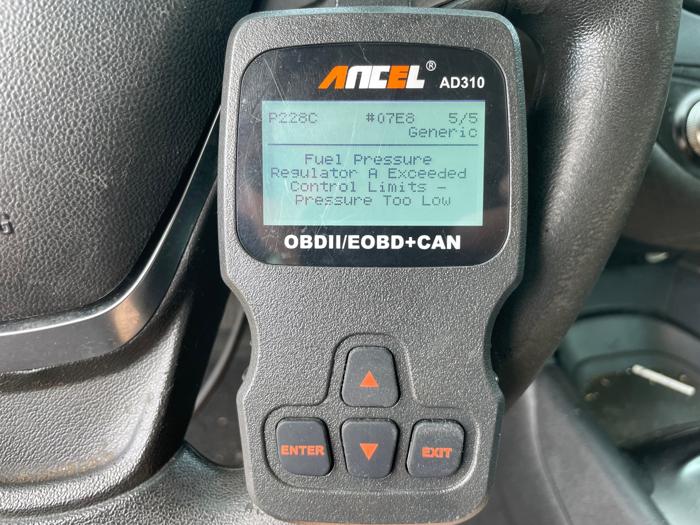 ANCEL® AD310
P228C #07E8 5/5
Generic
Fuel Pressure
Regulator A Exceeded
Control Limits -
Pressure Too Low
OBDII/EOBD+CAN
▲
ENTER ▼ EXIT
G